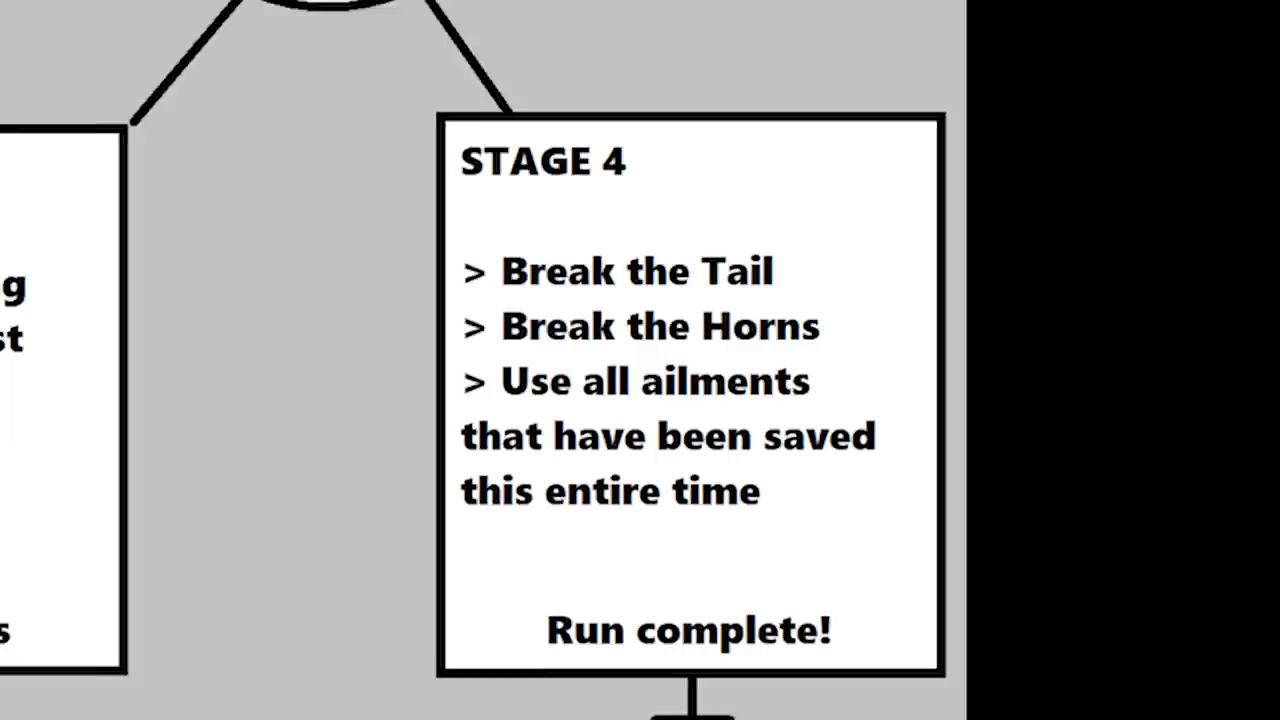 STAGE 4
> Break the Tail
> Break the Horns
> Use all ailments
that have been saved
this entire time
Run complete!